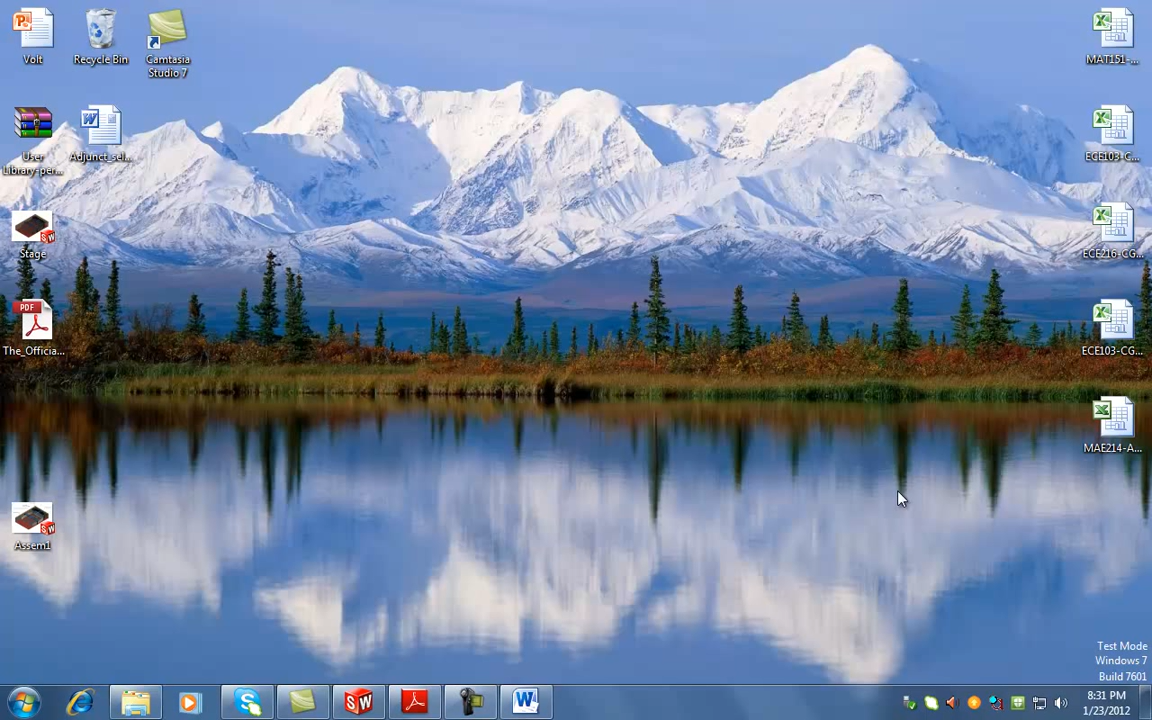 Volt
Recycle Bin
Camtasia
Studio 7
User
Library-per...
Adjunct_sel...
Stage
PDF
The_Officia...
Assem1
MAT151-...
ECE103-C...
ECE216-CG...
ECE103-CG...
MAE214-A...
Test Mode
Windows 7
Build 7601
8:31 PM
1/23/2012